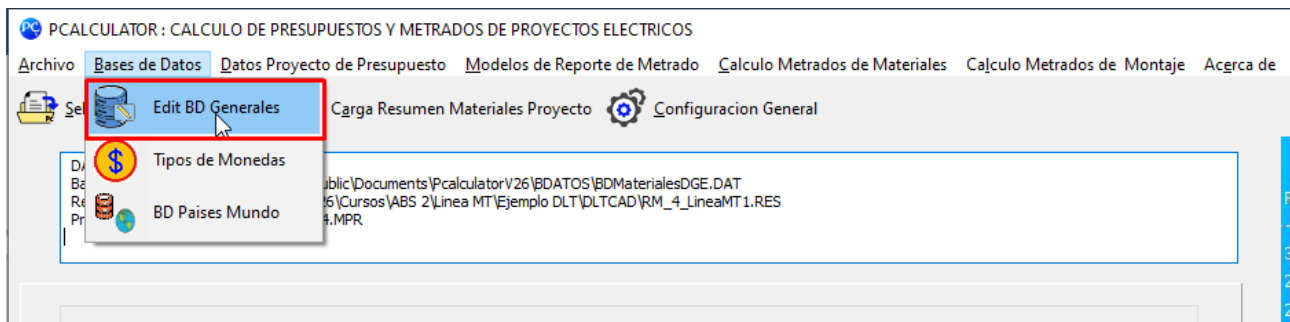 PCALCULATOR : CALCULO DE PRESUPUESTOS Y METRADOS DE PROYECTOS ELECTRICOS
Archivo Bases de Datos Datos Proyecto de Presupuesto Modelos de Reporte de Metrado Calculo Metrados de Materiales Calculo Metrados de Montaje Acerca de
Edit BD Generales Carga Resumen Materiales Proyecto Configuracion General
Tipos de Monedas
\Documents\PcalculatorV26\BDATOS\BDMaterialesDGE.DAT
\Cursos\ABS 2\Linea MT\Ejemplo DLT\DLTCAD\RM_4_LineaMT1.RES
BD Paises Mundo
.MPR